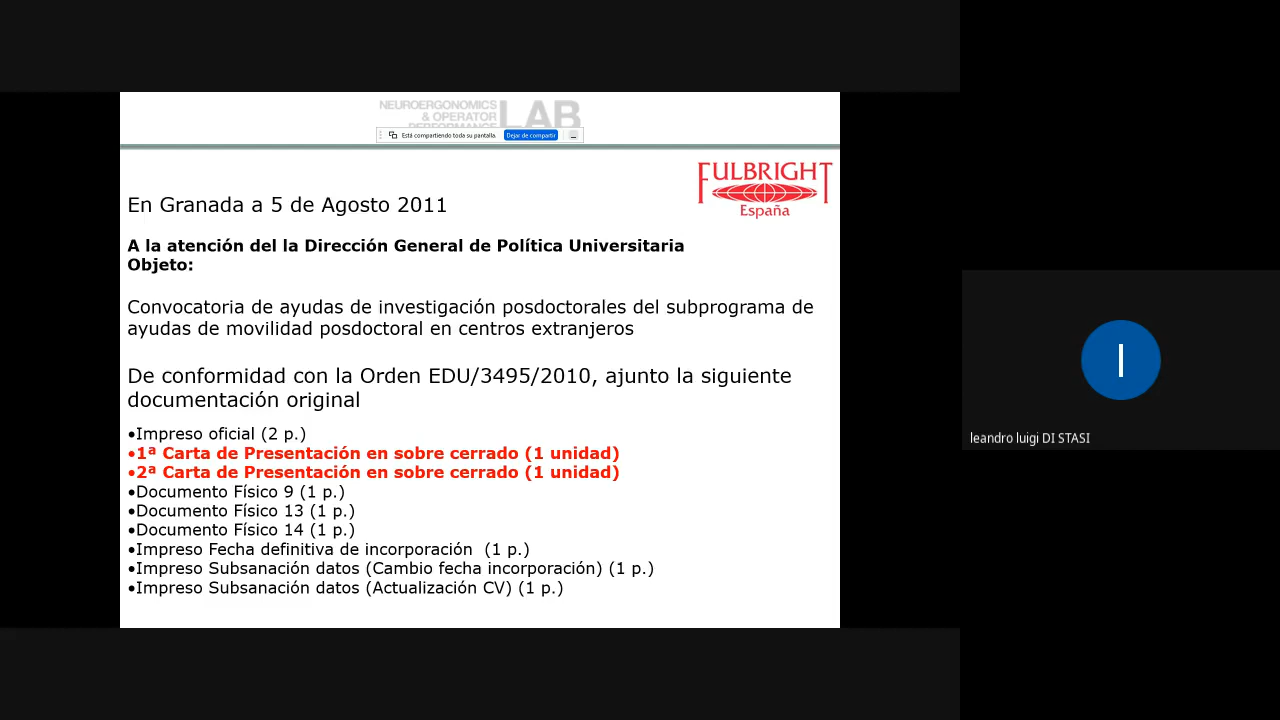 NEUROERGONOMICS
& OPERATOR
PERFORMANCE
LAB
Está compartiendo toda su pantalla.
Dejar de compartir
FULBRIGHT
España
En Granada a 5 de Agosto 2011
A la atención del la Dirección General de Política Universitaria
Objeto:
Convocatoria de ayudas de investigación posdoctorales del subprograma de
ayudas de movilidad posdoctoral en centros extranjeros
De conformidad con la Orden EDU/3495/2010, ajunto la siguiente
documentación original
•Impreso oficial (2 p.)
•1ª Carta de Presentación en sobre cerrado (1 unidad)
•2ª Carta de Presentación en sobre cerrado (1 unidad)
•Documento Físico 9 (1 p.)
•Documento Físico 13 (1 p.)
•Documento Físico 14 (1 p.)
•Impreso Fecha definitiva de incorporación  (1 p.)
•Impreso Subsanación datos (Cambio fecha incorporación) (1 p.)
•Impreso Subsanación datos (Actualización CV) (1 p.)
l
leandro luigi DI STASI